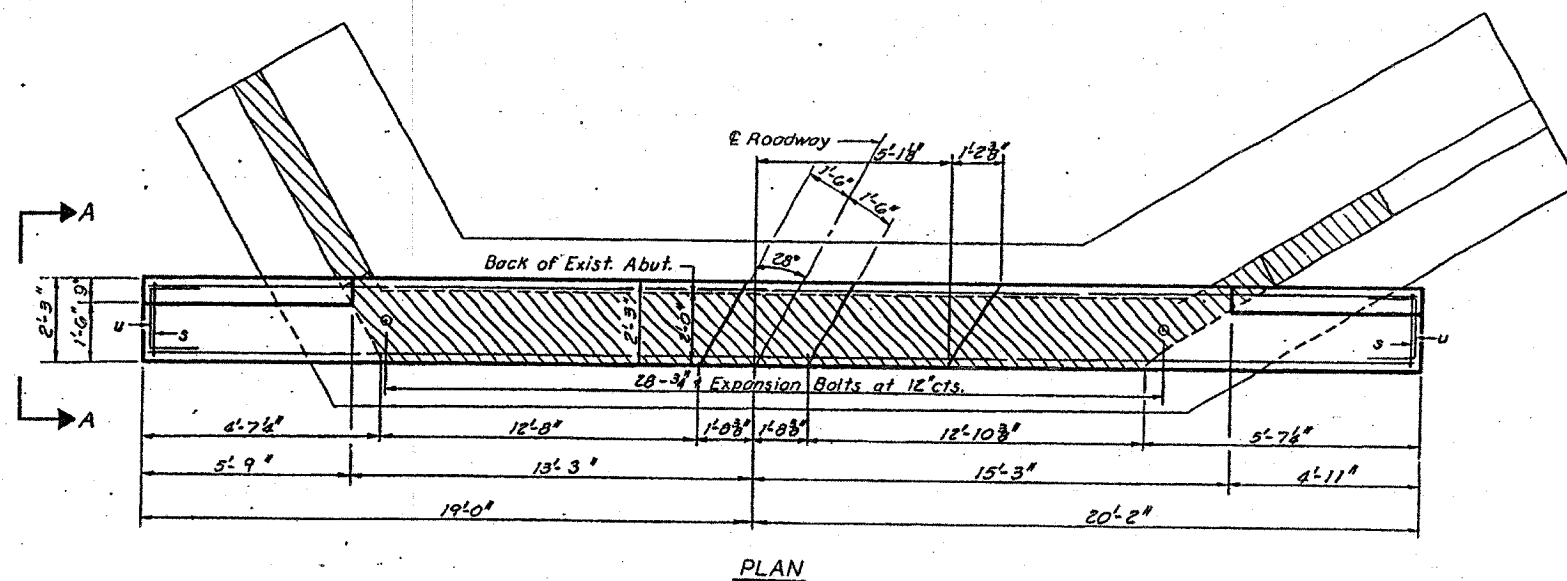 ℄ Roadway
5'-1⅛"
1'-2⅜"
1'-6"
1'-6"
28°
A
Back of Exist. Abut.
2'-3"
1'-6"
9"
2'-3"
2'-0"
u
s
s
u
28-¾"ϕ Expansion Bolts at 12"cts.
A
4'-7¼"
12'-8"
1'-8⅜"
1'-8⅜"
12'-10⅜"
5'-7¼"
5'-9"
13'-3"
15'-3"
4'-11"
19'-0"
20'-2"
PLAN